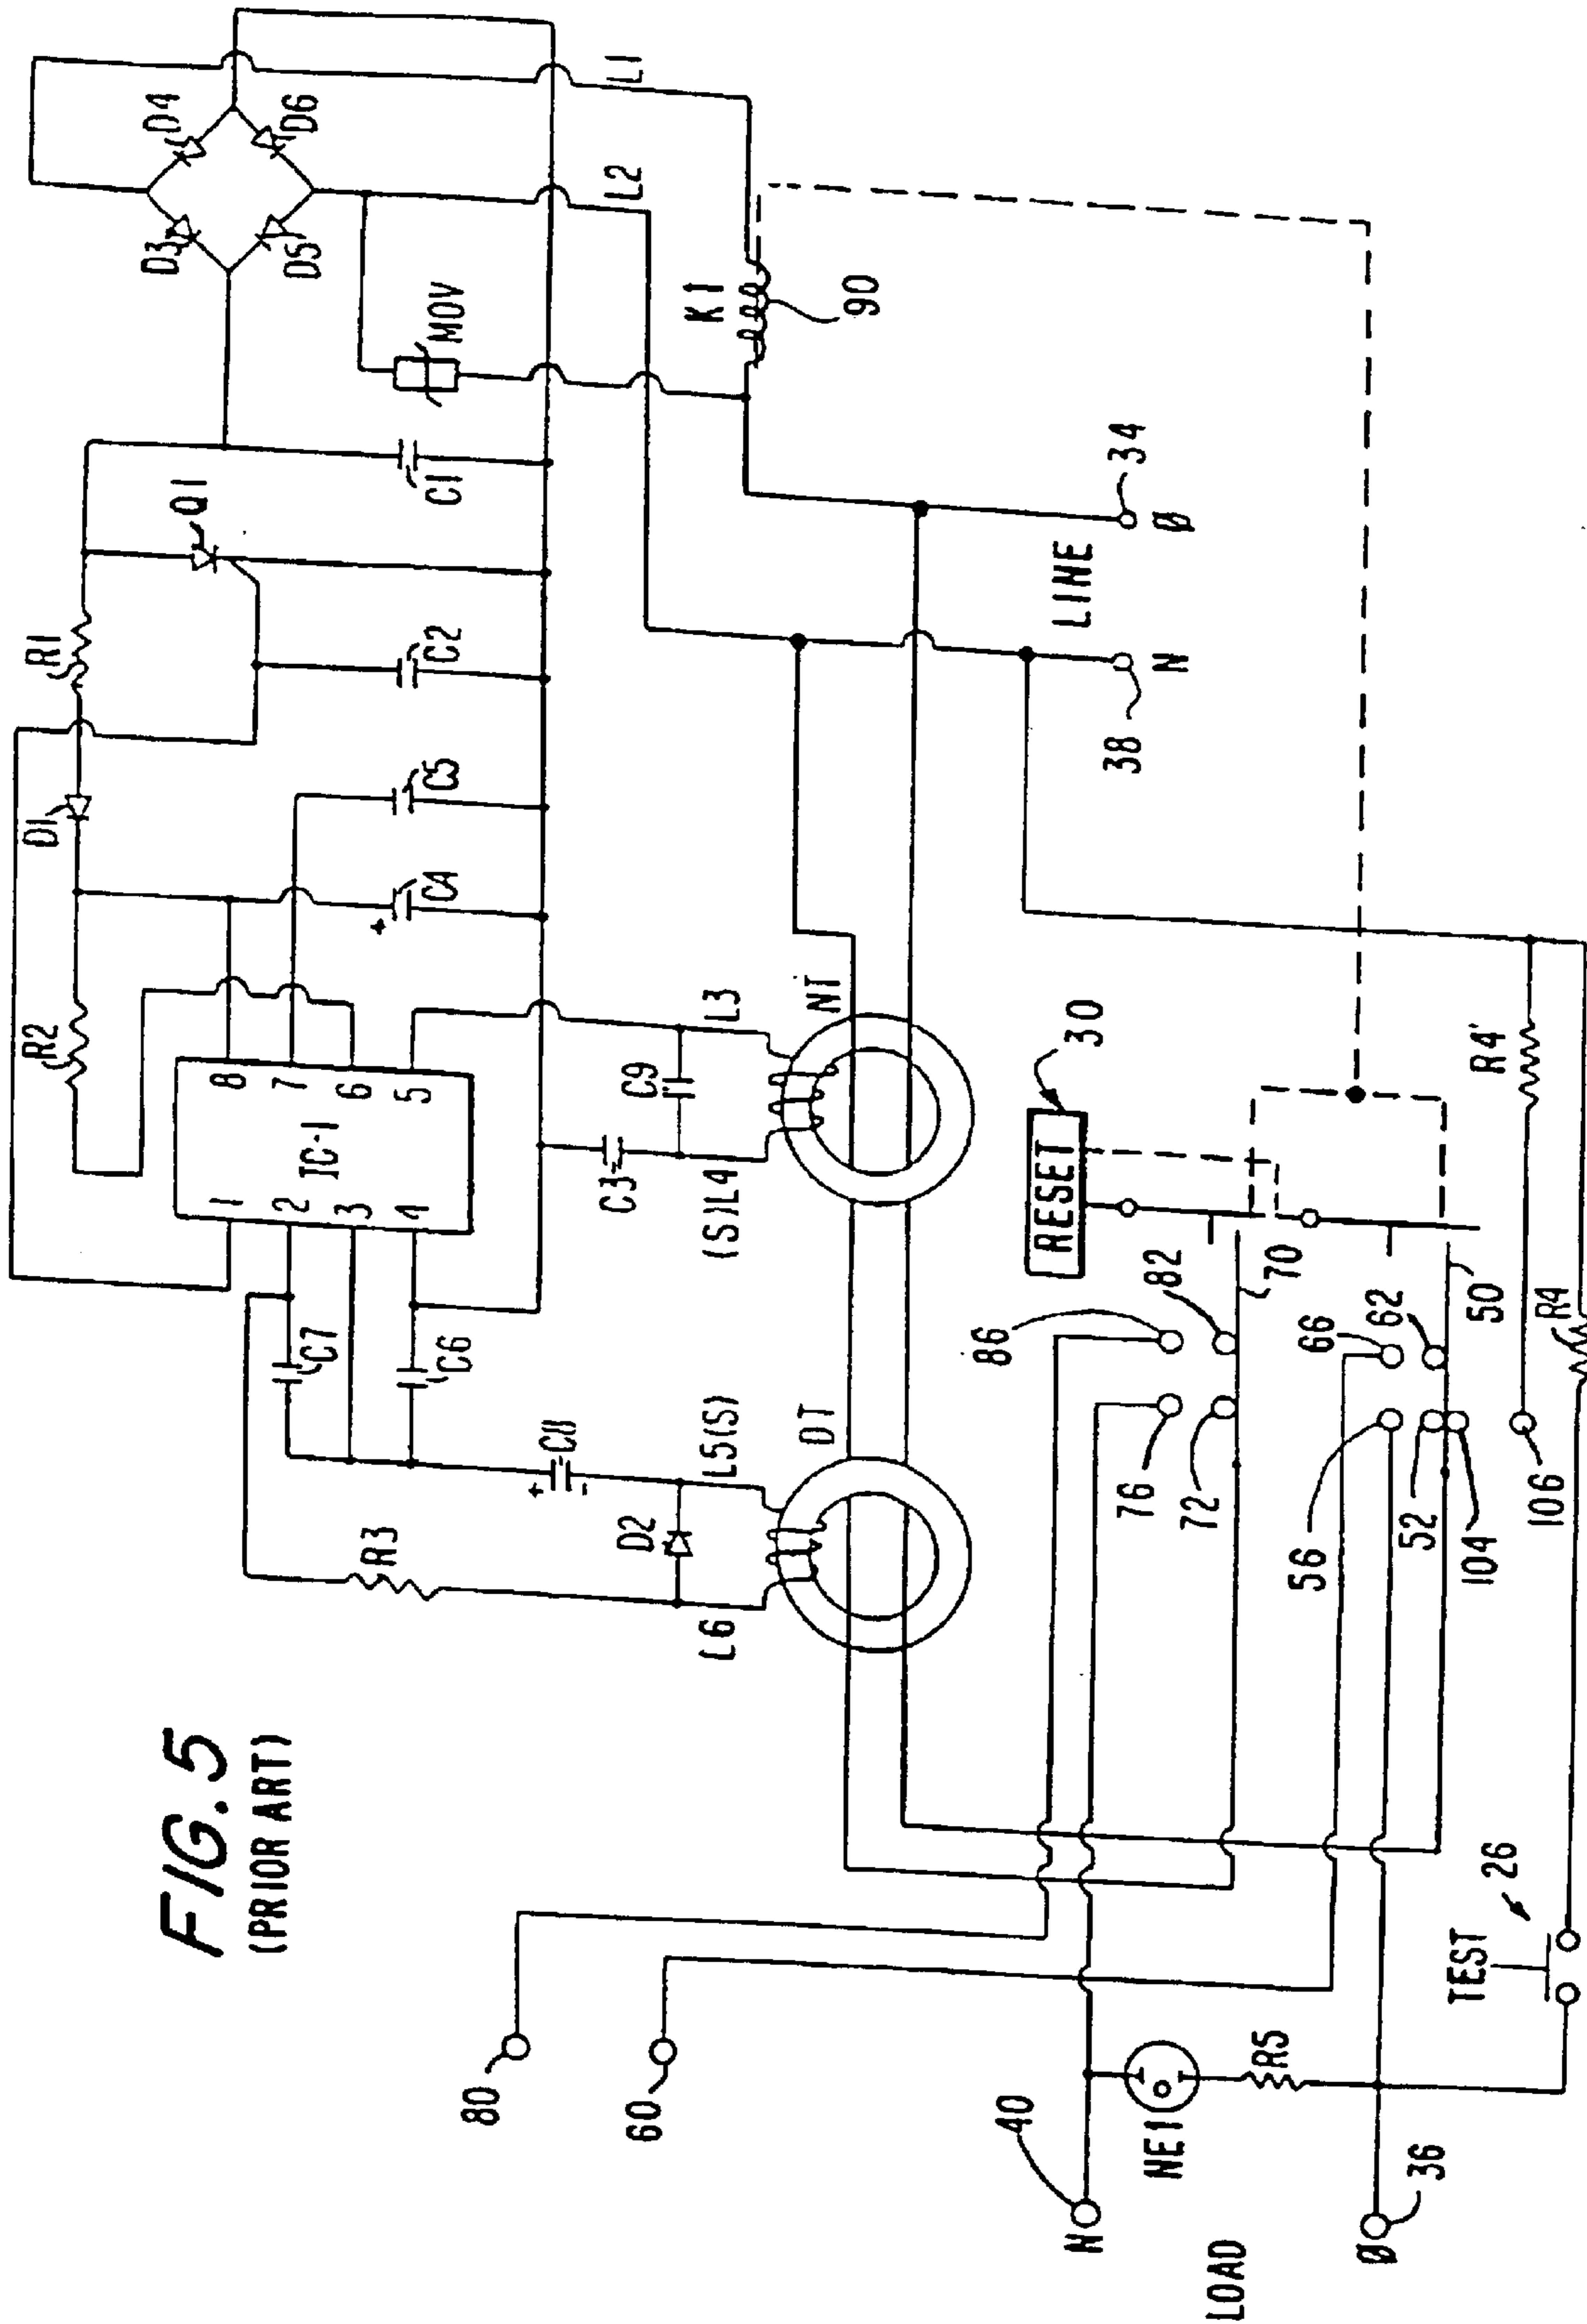 FIG. 5
(PRIOR ART)
D3
D4
D5
D6
L1
L2
MOV
K1
90
C1
Q1
R1
C2
D1
C5
C4
+
R2
8
7
6
5
IC-1
1
2
3
4
C7
C6
C8
+
-
R3
D2
L5(S)
L6
DT
C3
C9
(S)L4
L3
NT
34
Ø
LINE
N
38
30
RESET
86
82
70
76
72
66
62
50
56
52
104
106
R4'
R4
80
60
40
N
NE1
R5
LOAD
Ø
36
TEST
26